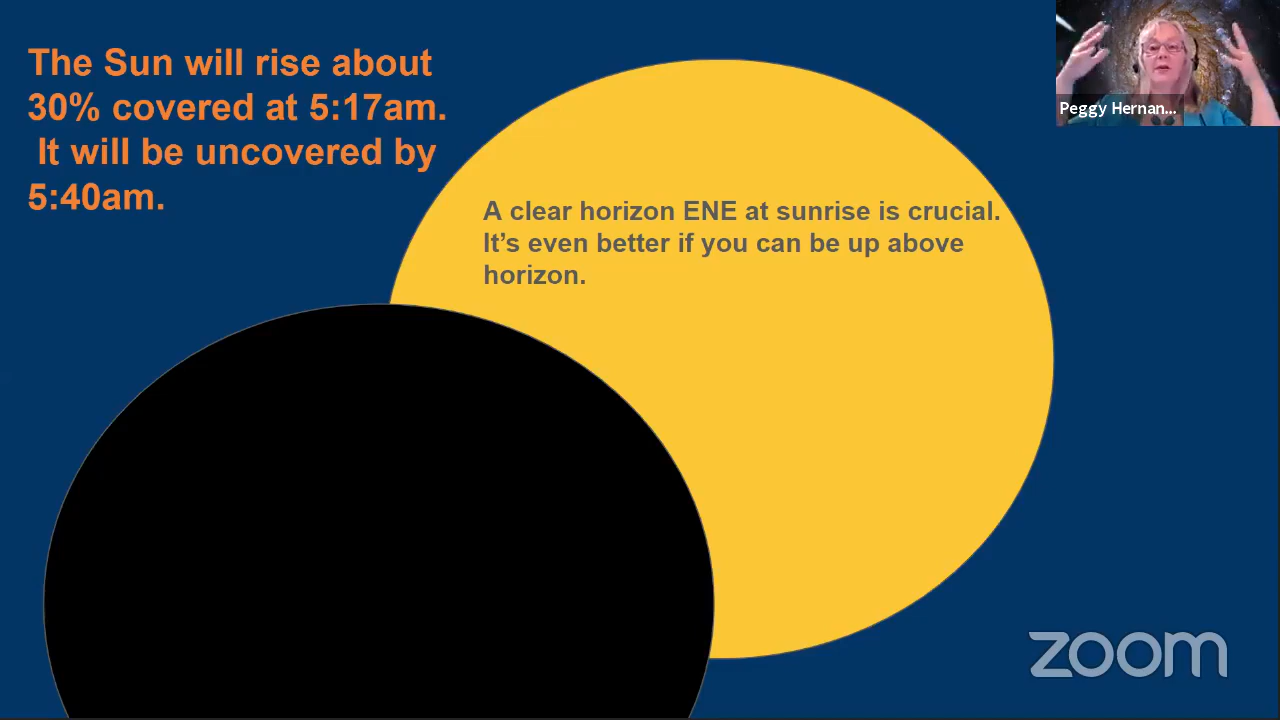 The Sun will rise about
30% covered at 5:17am.
It will be uncovered by
5:40am.
A clear horizon ENE at sunrise is crucial.
It’s even better if you can be up above
horizon.
Peggy Hernan...
zoom